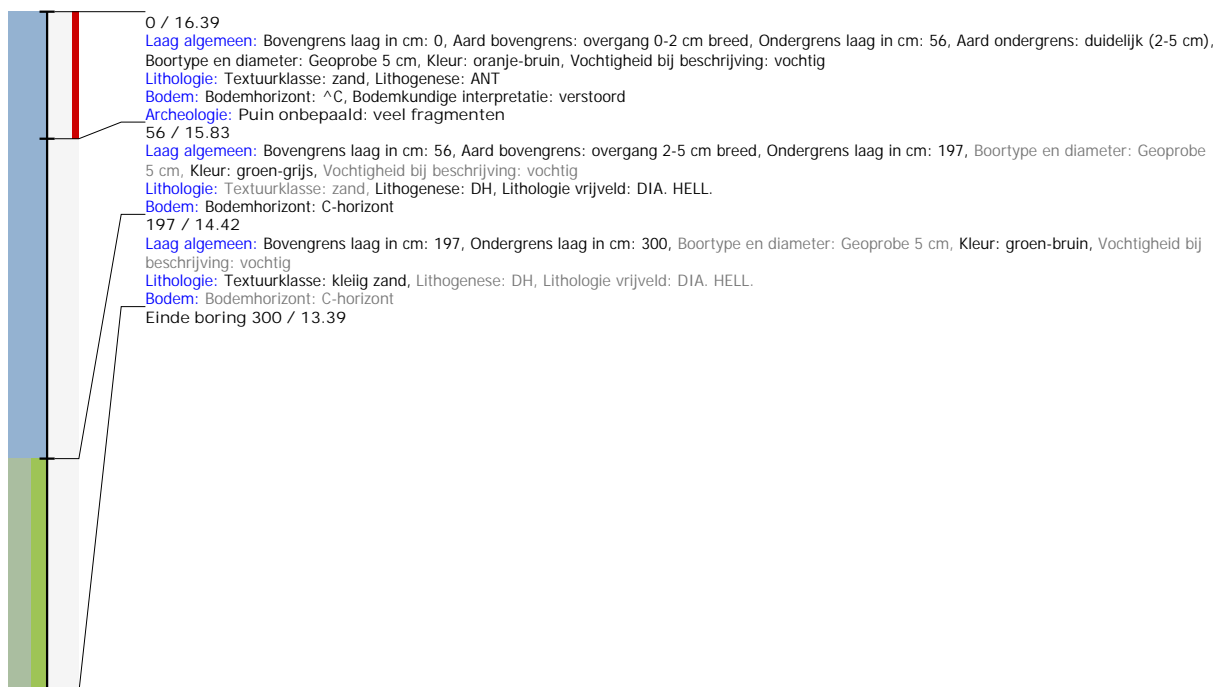 0 / 16.39
Laag algemeen: Bovengrens laag in cm: 0, Aard bovengrens: overgang 0-2 cm breed, Ondergrens laag in cm: 56, Aard ondergrens: duidelijk (2-5 cm),
Boortype en diameter: Geoprobe 5 cm, Kleur: oranje-bruin, Vochtigheid bij beschrijving: vochtig
Lithologie: Textuurklasse: zand, Lithogenese: ANT
Bodem: Bodemhorizont: ^C, Bodemkundige interpretatie: verstoord
Archeologie: Puin onbepaald: veel fragmenten
56 / 15.83
Laag algemeen: Bovengrens laag in cm: 56, Aard bovengrens: overgang 2-5 cm breed, Ondergrens laag in cm: 197, Boortype en diameter: Geoprobe
5 cm, Kleur: groen-grijs, Vochtigheid bij beschrijving: vochtig
Lithologie: Textuurklasse: zand, Lithogenese: DH, Lithologie vrijveld: DIA. HELL.
Bodem: Bodemhorizont: C-horizont
197 / 14.42
Laag algemeen: Bovengrens laag in cm: 197, Ondergrens laag in cm: 300, Boortype en diameter: Geoprobe 5 cm, Kleur: groen-bruin, Vochtigheid bij
beschrijving: vochtig
Lithologie: Textuurklasse: kleiig zand, Lithogenese: DH, Lithologie vrijveld: DIA. HELL.
Bodem: Bodemhorizont: C-horizont
Einde boring 300 / 13.39